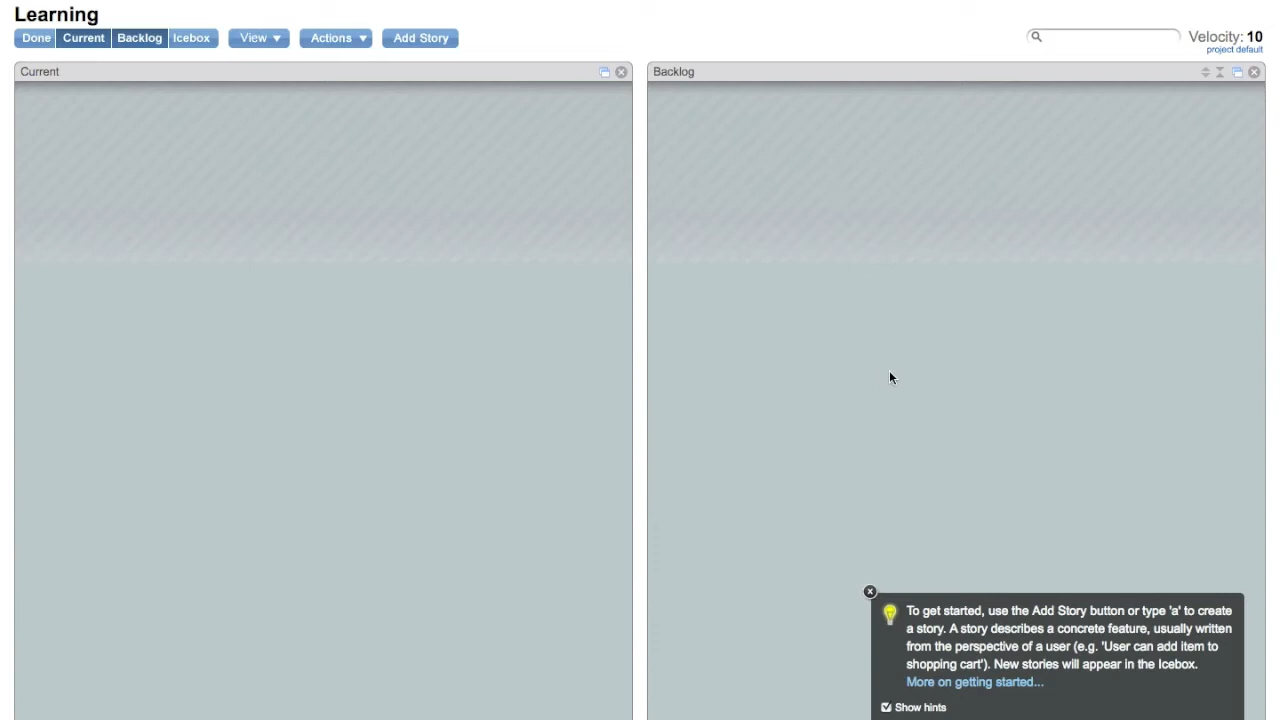 Learning
Done Current Backlog Icebox View Actions Add Story
Velocity: 10
project default
Current
Backlog
To get started, use the Add Story button or type 'a' to create
a story. A story describes a concrete feature, usually written
from the perspective of a user (e.g. 'User can add item to
shopping cart'). New stories will appear in the Icebox.
More on getting started...
Show hints